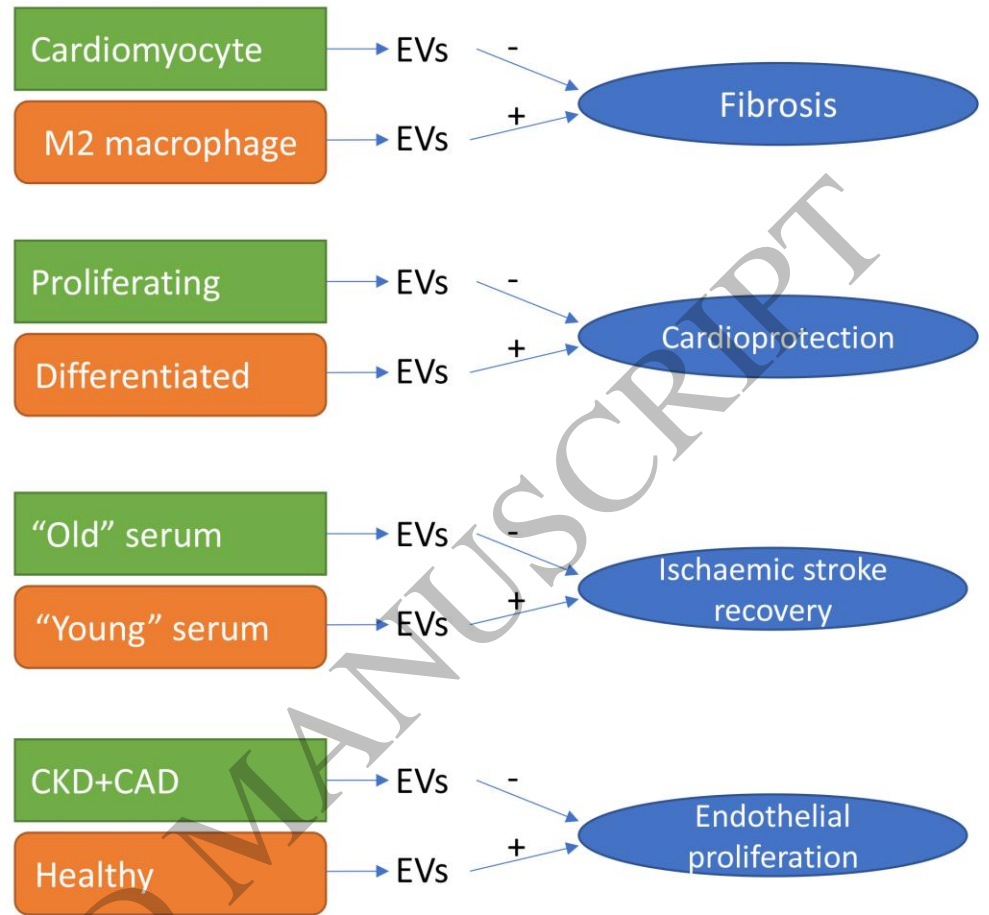 Cardiomyocyte
EVs
-
M2 macrophage
EVs
+
Fibrosis
Proliferating
EVs
-
Differentiated
EVs
+
Cardioprotection
“Old” serum
EVs
-
“Young” serum
EVs
+
Ischaemic stroke
recovery
CKD+CAD
EVs
-
Healthy
EVs
+
Endothelial
proliferation
MANUSCRIPT